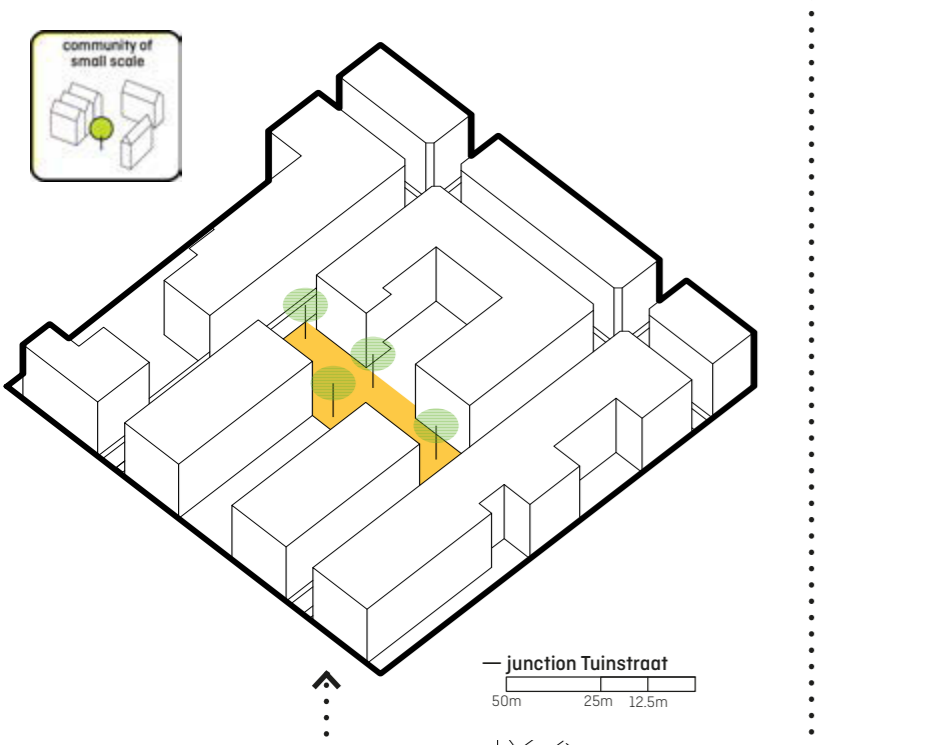 community of
small scale
— junction Tuinstraat
50m 25m 12.5m